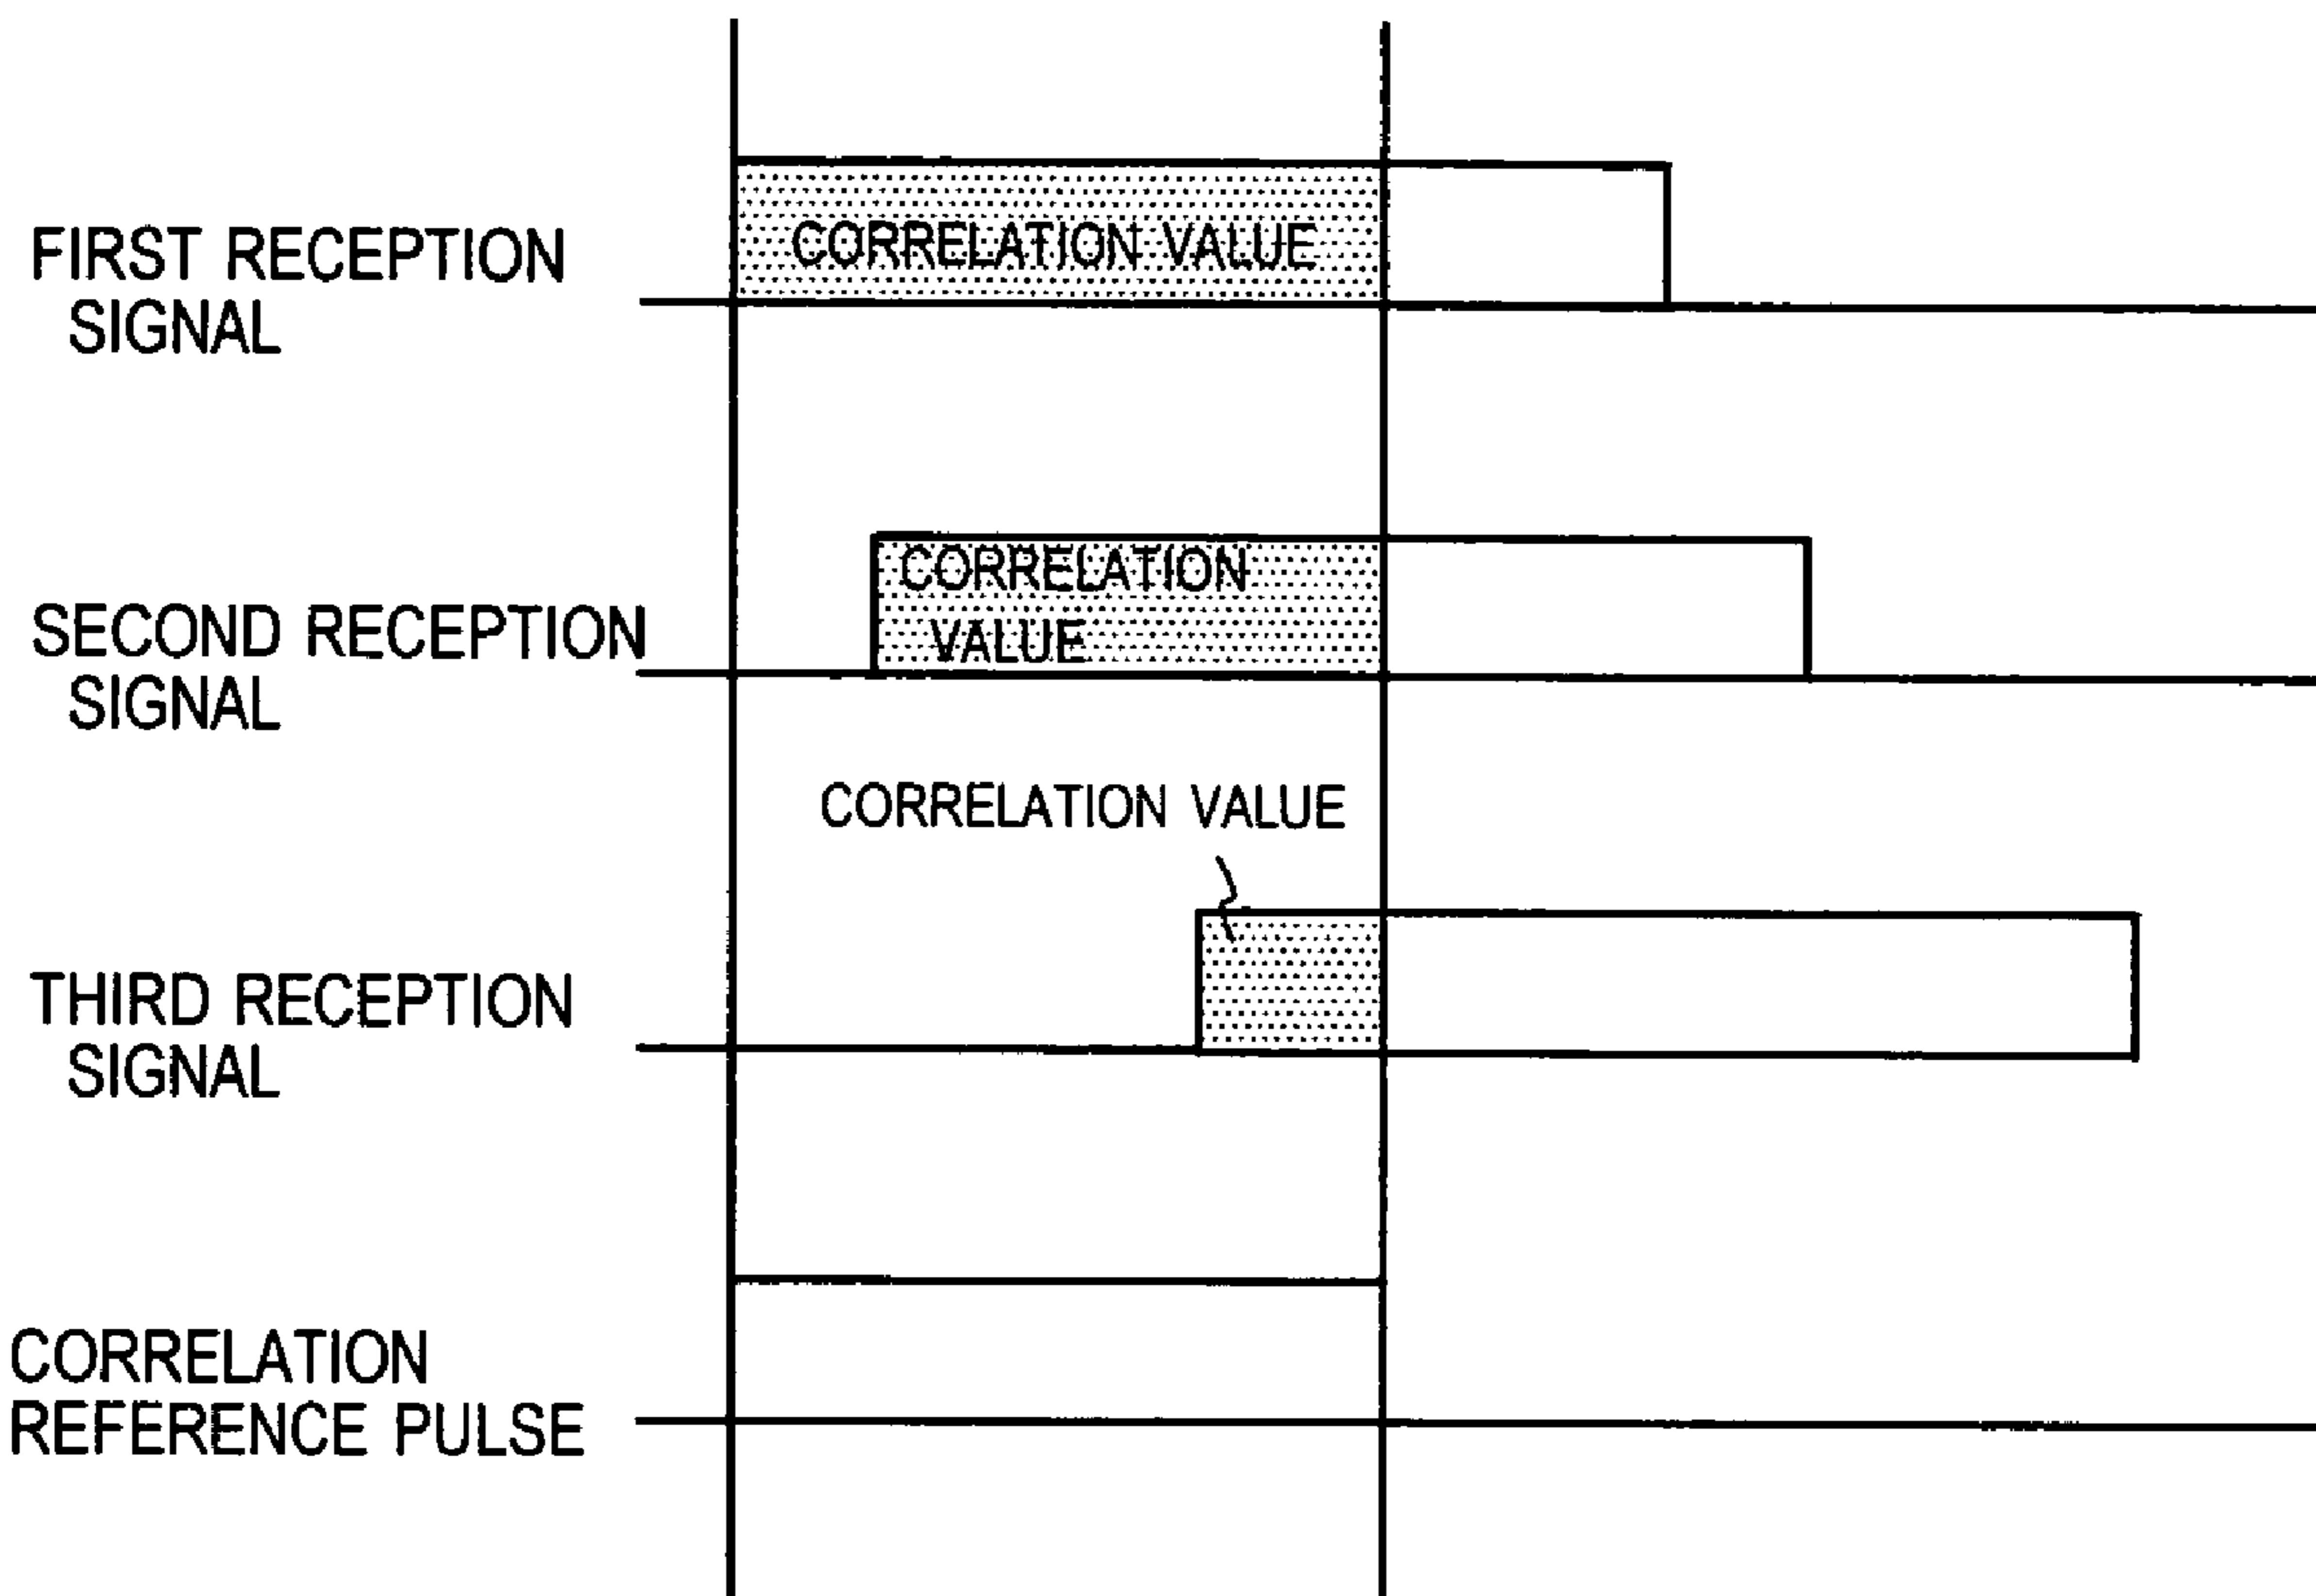 FIRST RECEPTION
SIGNAL
CORRELATION VALUE
SECOND RECEPTION
SIGNAL
CORRELATION
VALUE
CORRELATION VALUE
THIRD RECEPTION
SIGNAL
CORRELATION
REFERENCE PULSE